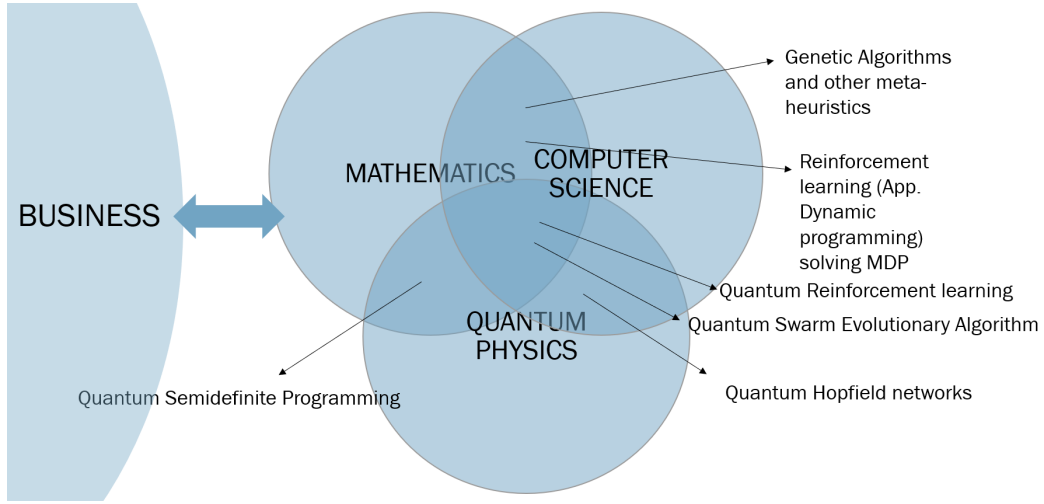 Genetic Algorithms
and other meta-
heuristics
MATHEMATICS
COMPUTER
SCIENCE
Reinforcement
learning (App.
Dynamic
programming)
solving MDP
BUSINESS
Quantum Reinforcement learning
Quantum Swarm Evolutionary Algorithm
QUANTUM
PHYSICS
Quantum Semidefinite Programming
Quantum Hopfield networks